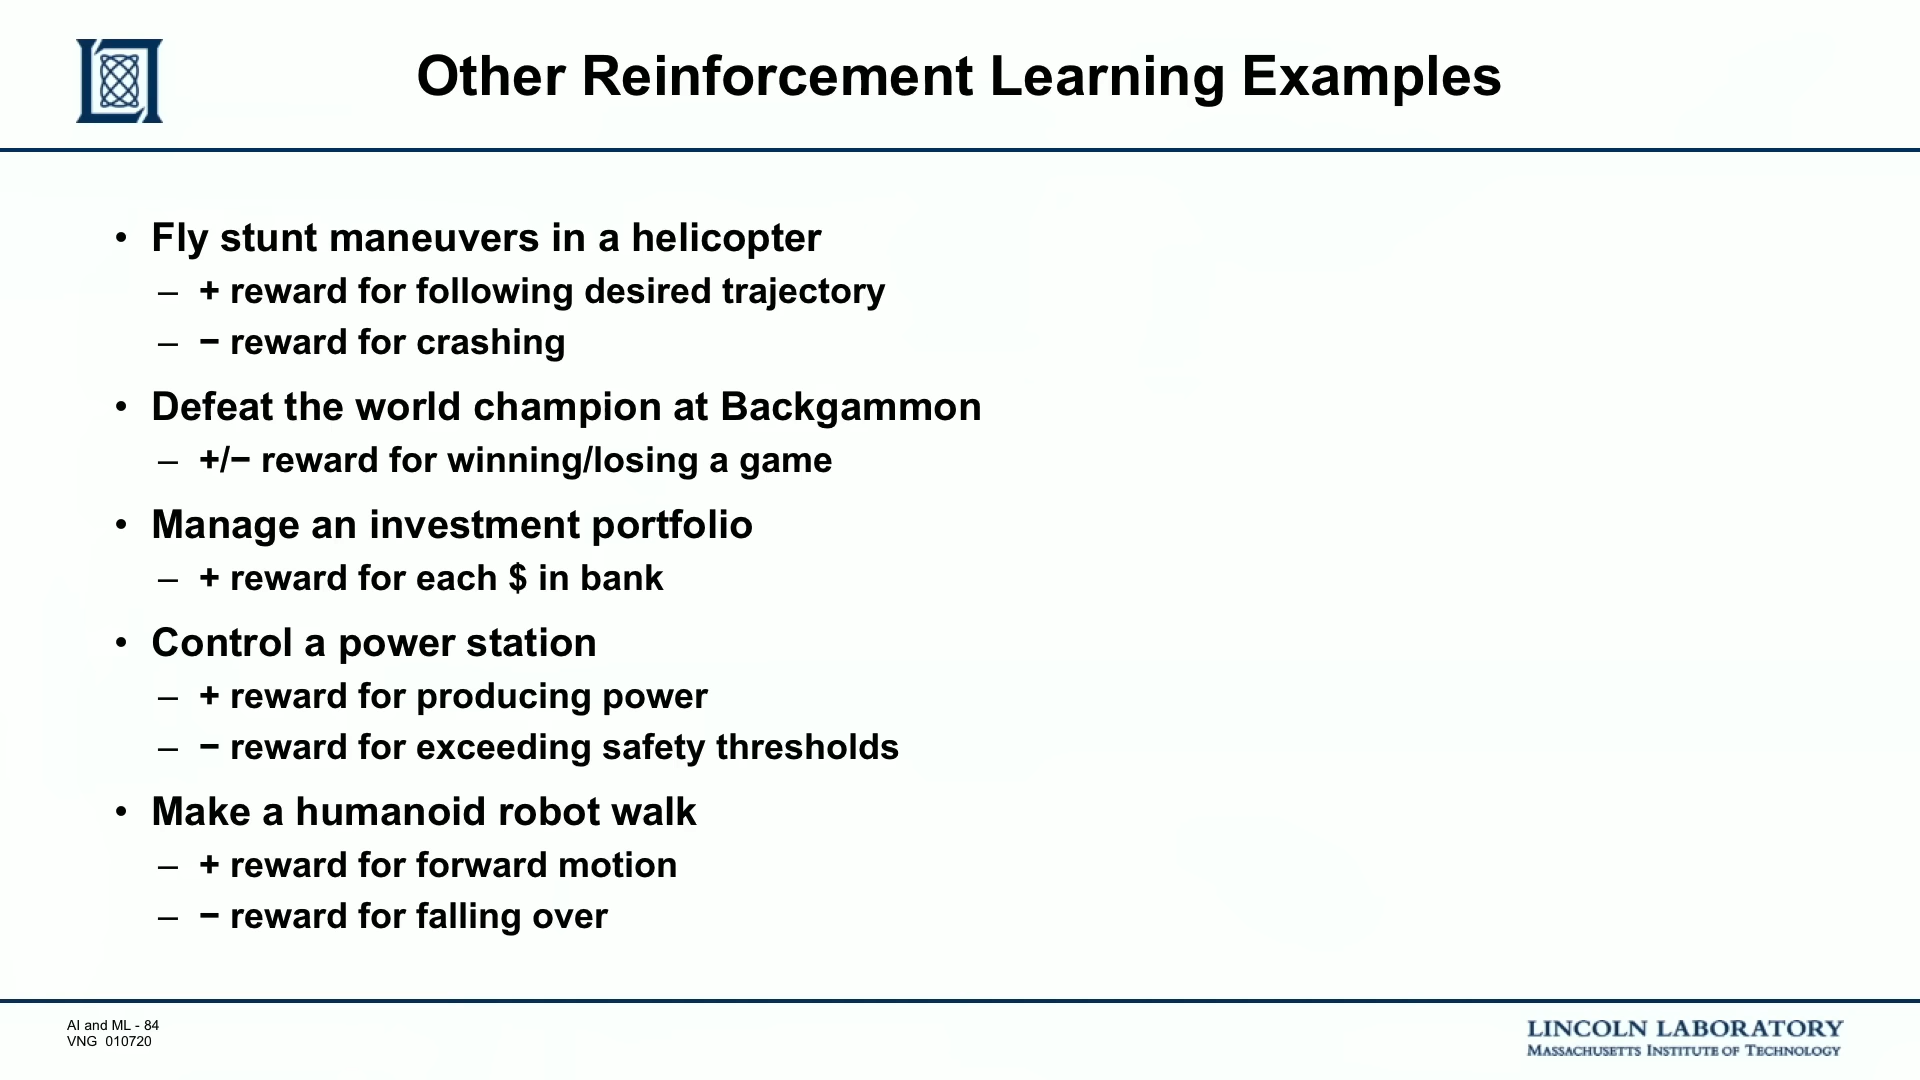 Other Reinforcement Learning Examples
• Fly stunt maneuvers in a helicopter
– + reward for following desired trajectory
– − reward for crashing
• Defeat the world champion at Backgammon
– +/− reward for winning/losing a game
• Manage an investment portfolio
– + reward for each $ in bank
• Control a power station
– + reward for producing power
– − reward for exceeding safety thresholds
• Make a humanoid robot walk
– + reward for forward motion
– − reward for falling over
AI and ML - 84
VNG 010720
LINCOLN LABORATORY
MASSACHUSETTS INSTITUTE OF TECHNOLOGY